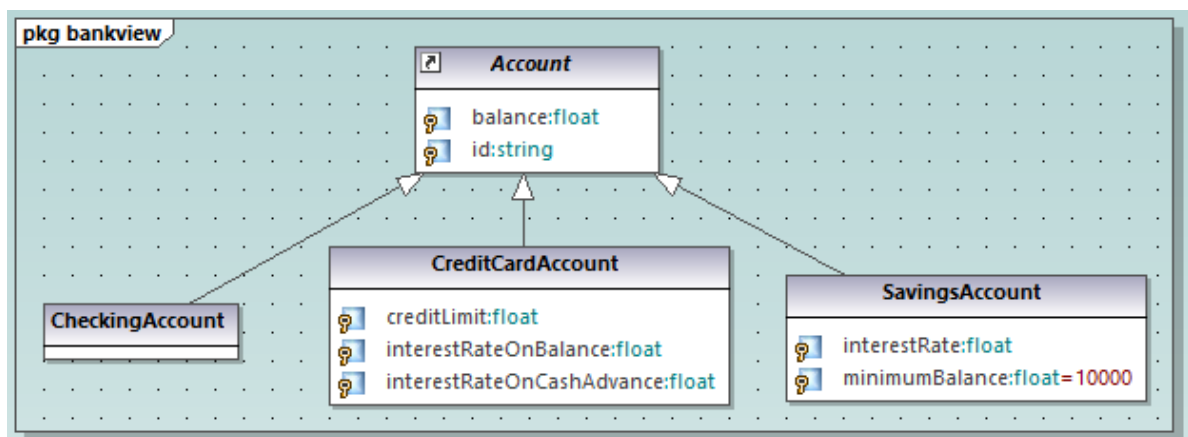 pkg bankview
Account
balance:float
id:string
CreditCardAccount
creditLimit:float
interestRateOnBalance:float
interestRateOnCashAdvance:float
CheckingAccount
SavingsAccount
interestRate:float
minimumBalance:float=10000